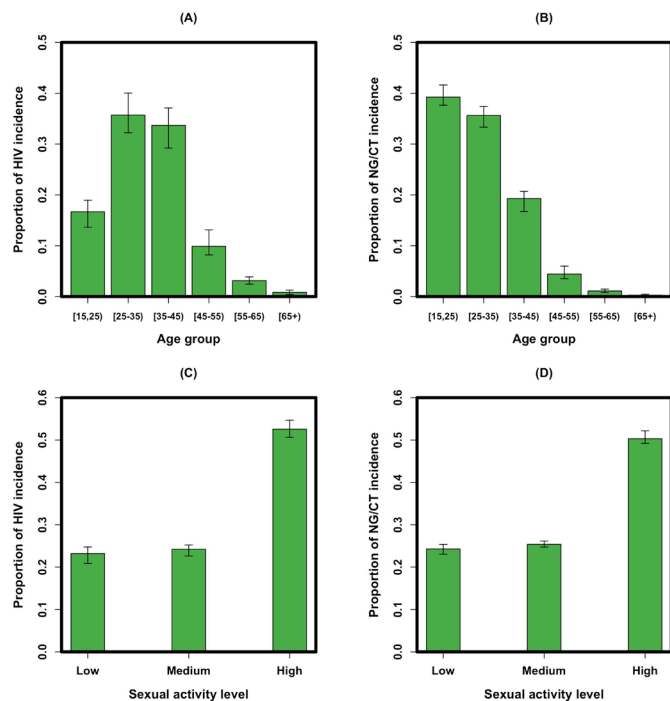 (A)
Proportion of HIV incidence
0.5
0.4
0.3
0.2
0.1
0.0
[15,25) [25-35) [35-45) [45-55) [55-65) [65+)
Age group
(B)
Proportion of NG/CT incidence
0.5
0.4
0.3
0.2
0.1
0.0
[15,25) [25-35) [35-45) [45-55) [55-65) [65+)
Age group
(C)
Proportion of HIV incidence
0.6
0.5
0.4
0.3
0.2
0.1
0.0
Low Medium High
Sexual activity level
(D)
Proportion of NG/CT incidence
0.6
0.5
0.4
0.3
0.2
0.1
0.0
Low Medium High
Sexual activity level